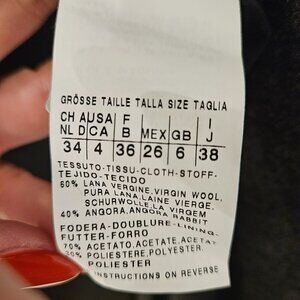 GRÖSSE TAILLE TALLA SIZE TAGLIA
CH AUSA F I
NL D CA B MEX GB J
34 4 36 26 6 38
TESSUTO-TISSU-CLOTH-STOFF-
TEJIDO-TECIDO
60% LANA VERGINE, VIRGIN WOOL,
PURA LANA, LAINE VIERGE,
SCHURWOLLE, LA VIRGEM
40% ANGORA, ANGORA RABBIT
FODERA-DOUBLURE-LINING-
FUTTER-FORRO
70% ACETATO, ACETATE, ACETAT
30% POLIESTERE, POLYESTER,
POLIESTER
INSTRUCTIONS ON REVERSE